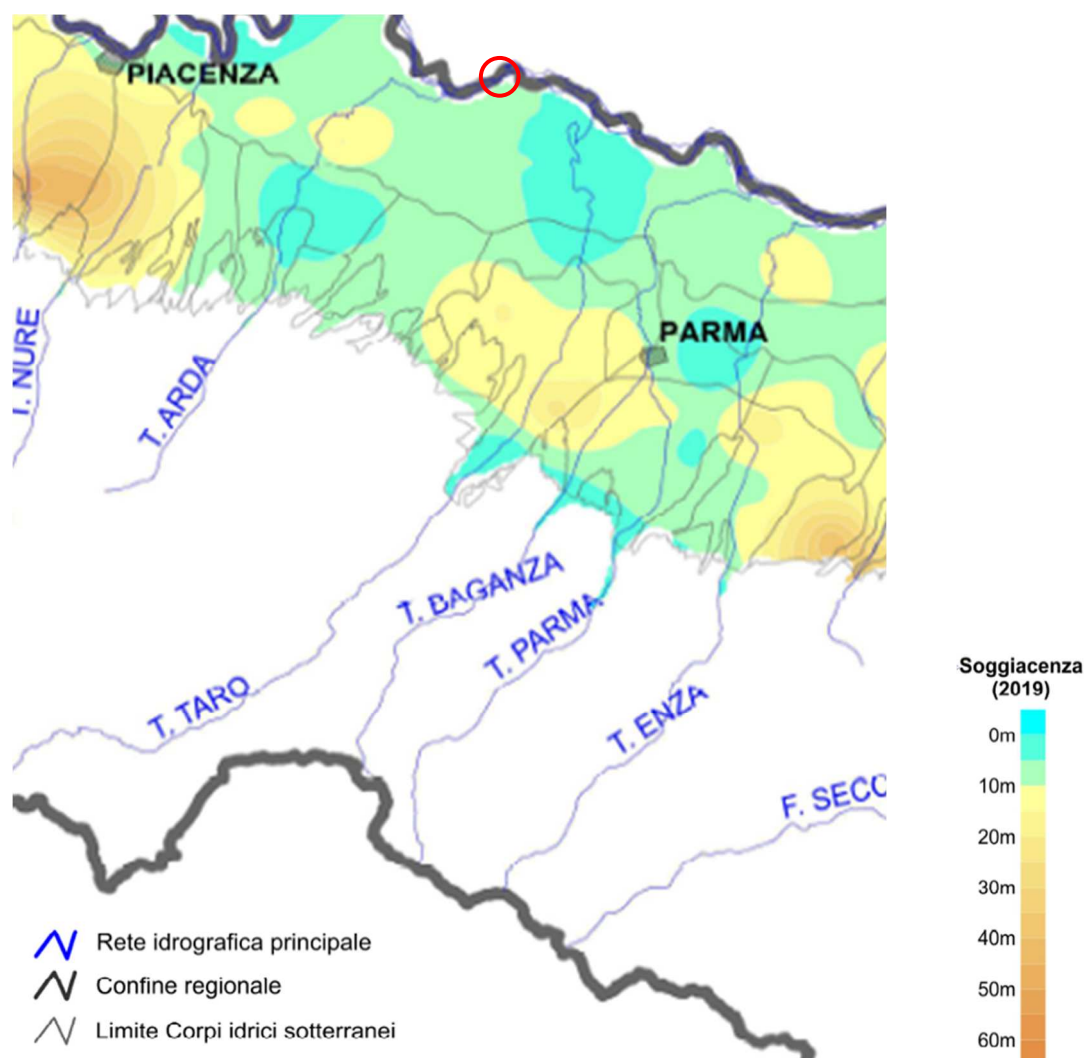 PIACENZA
PARMA
T. NURE
T. ARDA
T. BAGANZA
T. PARMA
T. TARO
T. ENZA
F. SECC
Soggiacenza
(2019)
0m
10m
20m
30m
40m
50m
60m
Rete idrografica principale
Confine regionale
Limite Corpi idrici sotterranei